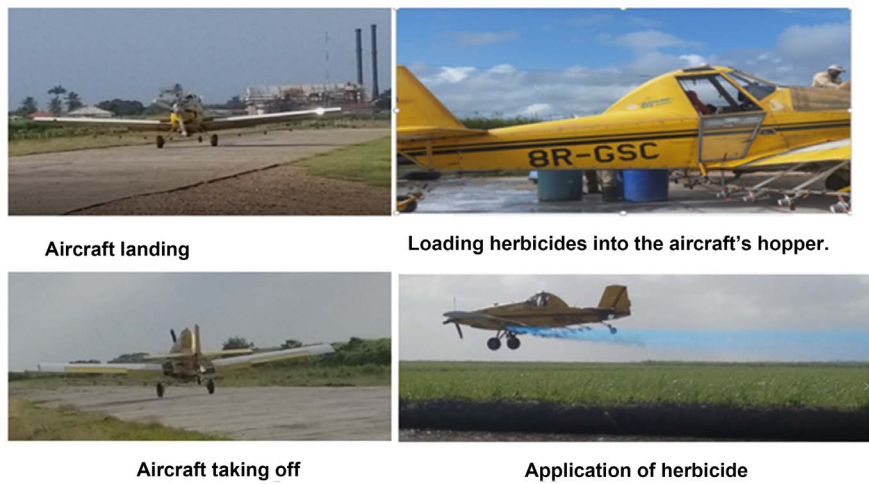 8R-GSC
Aircraft landing
Loading herbicides into the aircraft's hopper.
Aircraft taking off
Application of herbicide